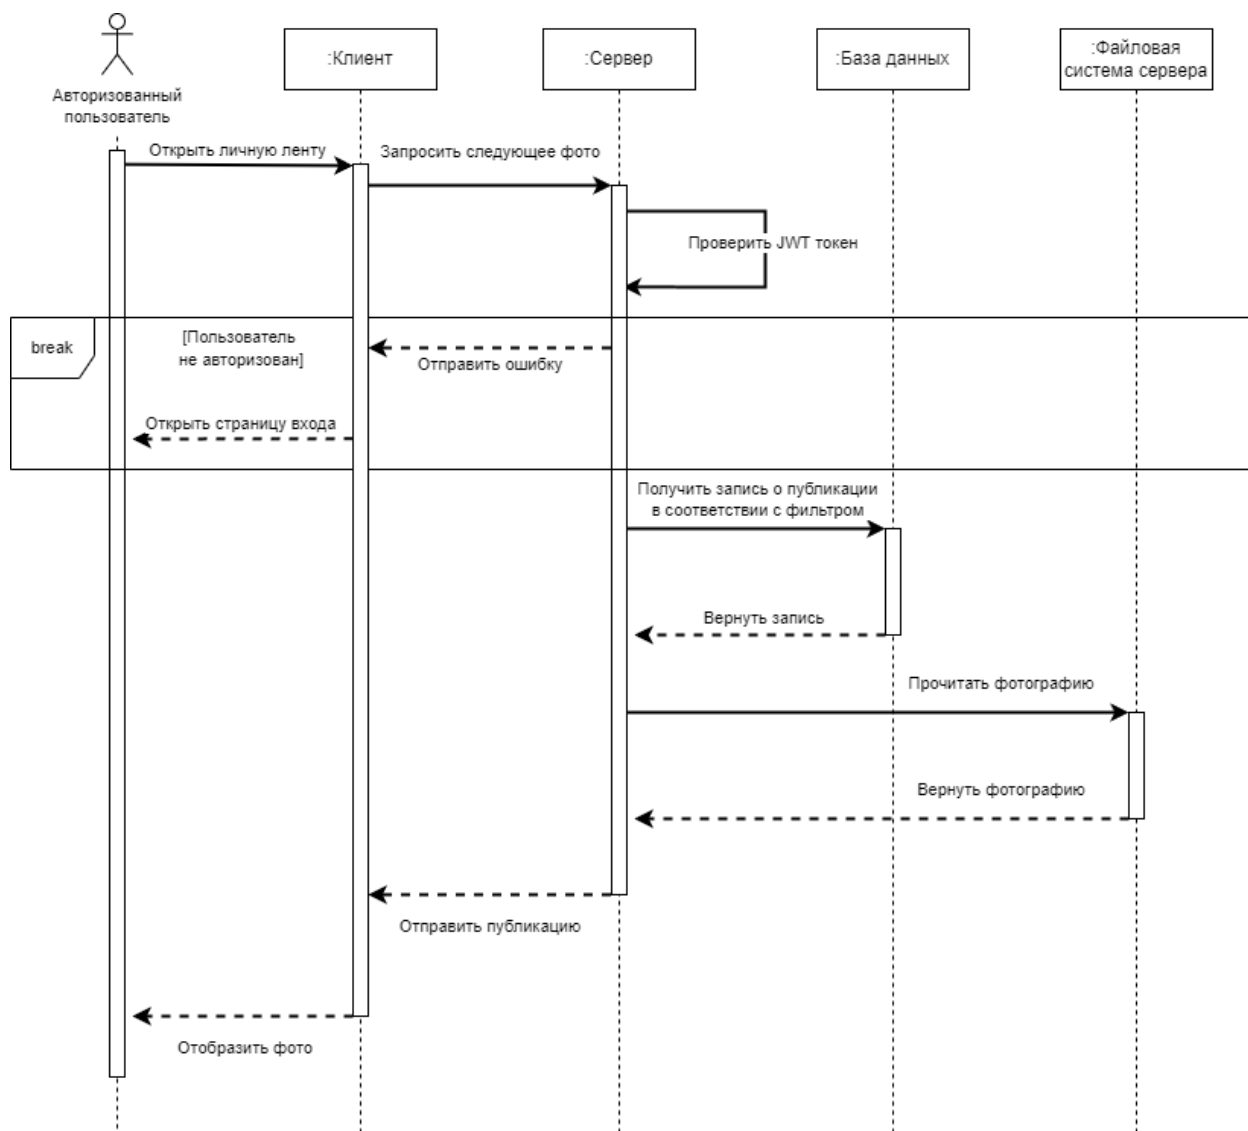 Авторизованный
пользователь
:Клиент
:Сервер
:База данных
:Файловая
система сервера
Открыть личную ленту
Запросить следующее фото
Проверить JWT токен
break
[Пользователь
не авторизован]
Отправить ошибку
Открыть страницу входа
Получить запись о публикации
в соответствии с фильтром
Вернуть запись
Прочитать фотографию
Вернуть фотографию
Отправить публикацию
Отобразить фото